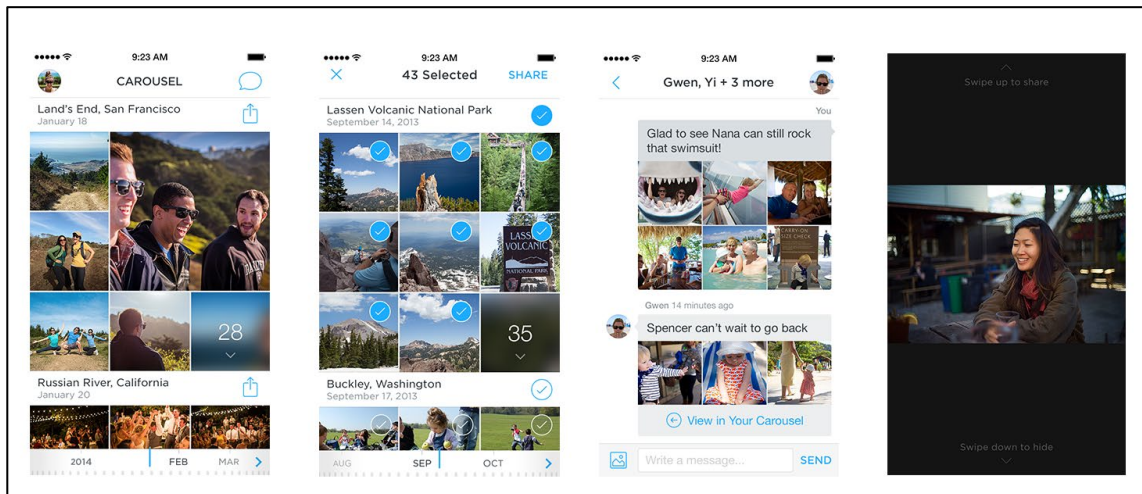 9:23 AM
CAROUSEL
Land's End, San Francisco
January 18
28
Russian River, California
January 20
2014
FEB
MAR
9:23 AM
43 Selected
SHARE
Lassen Volcanic National Park
September 14, 2013
LASSEN
VOLCANIC
NATIONAL PARK
35
Buckley, Washington
September 17, 2013
AUG
SEP
OCT
9:23 AM
Gwen, Yi + 3 more
You
Glad to see Nana can still rock
that swimsuit!
CARRY-ON
SIZE CHECK
Gwen 14 minutes ago
Spencer can't wait to go back
View in Your Carousel
Write a message...
SEND
Swipe up to share
Swipe down to hide